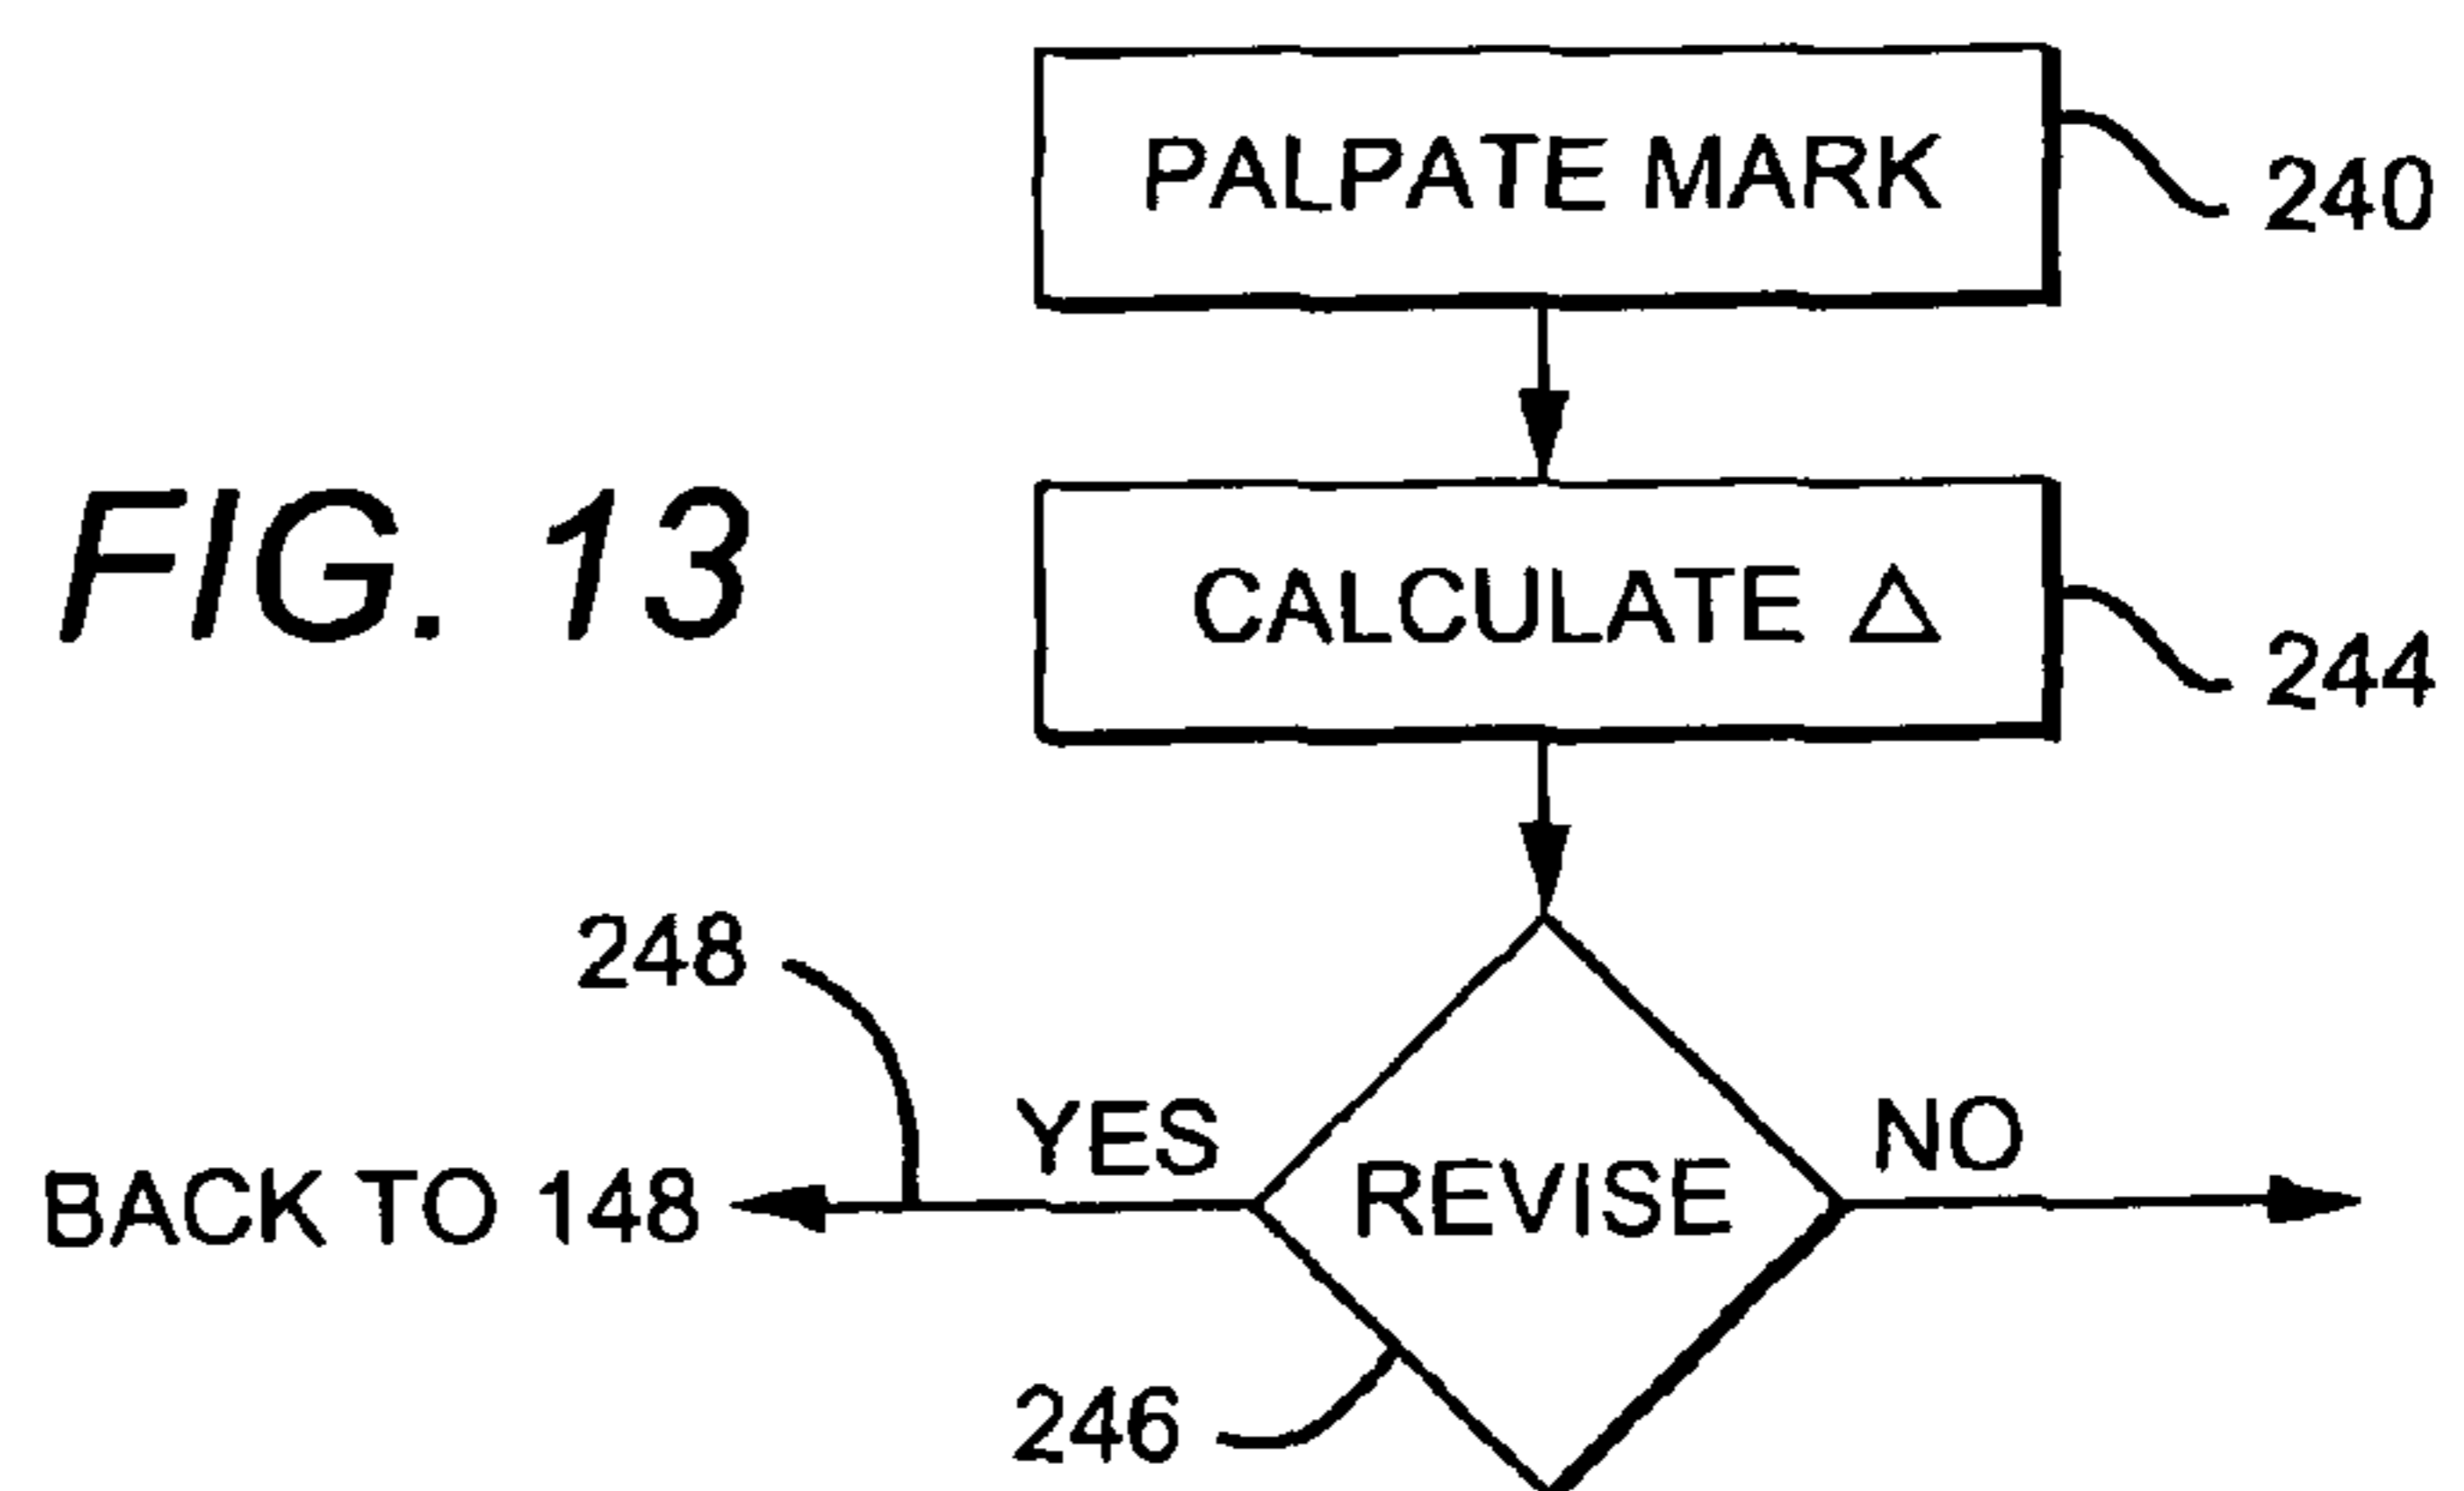 PALPATE MARK
240
FIG. 13
CALCULATE △
244
248
YES
NO
BACK TO 148
REVISE
246